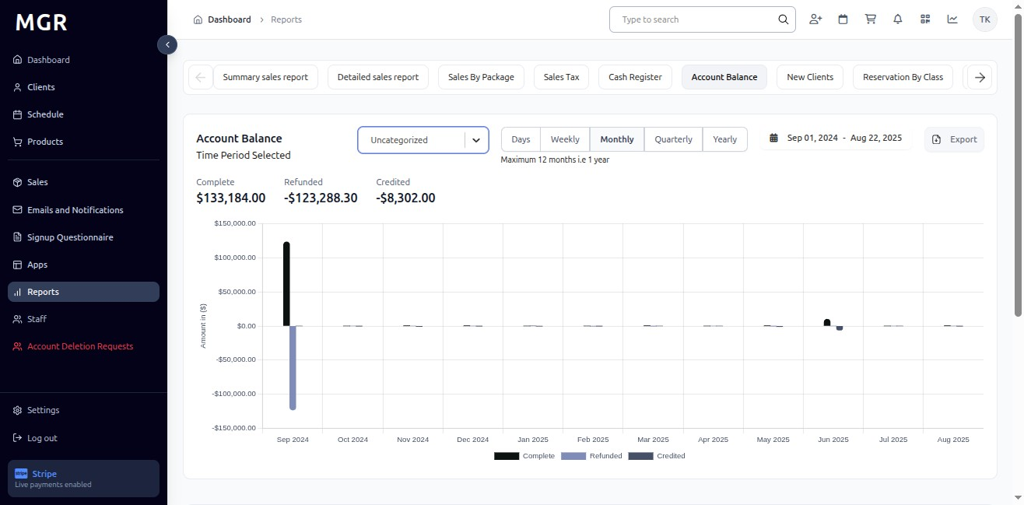 MGR
Dashboard
Clients
Schedule
Products
Sales
Emails and Notifications
Signup Questionnaire
Apps
Reports
Staff
Account Deletion Requests
Settings
Log out
stripe Stripe
Live payments enabled
Dashboard > Reports
Type to search
TK
Summary sales report Detailed sales report Sales By Package Sales Tax Cash Register Account Balance New Clients Reservation By Class
Account Balance
Time Period Selected
Uncategorized
Days Weekly Monthly Quarterly Yearly
Maximum 12 months i.e 1 year
Sep 01, 2024 - Aug 22, 2025
Export
Complete Refunded Credited
$133,184.00 -$123,288.30 -$8,302.00
Amount in ($)
$150,000.00
$100,000.00
$50,000.00
$0.00
-$50,000.00
-$100,000.00
-$150,000.00
Sep 2024 Oct 2024 Nov 2024 Dec 2024 Jan 2025 Feb 2025 Mar 2025 Apr 2025 May 2025 Jun 2025 Jul 2025 Aug 2025
Complete Refunded Credited